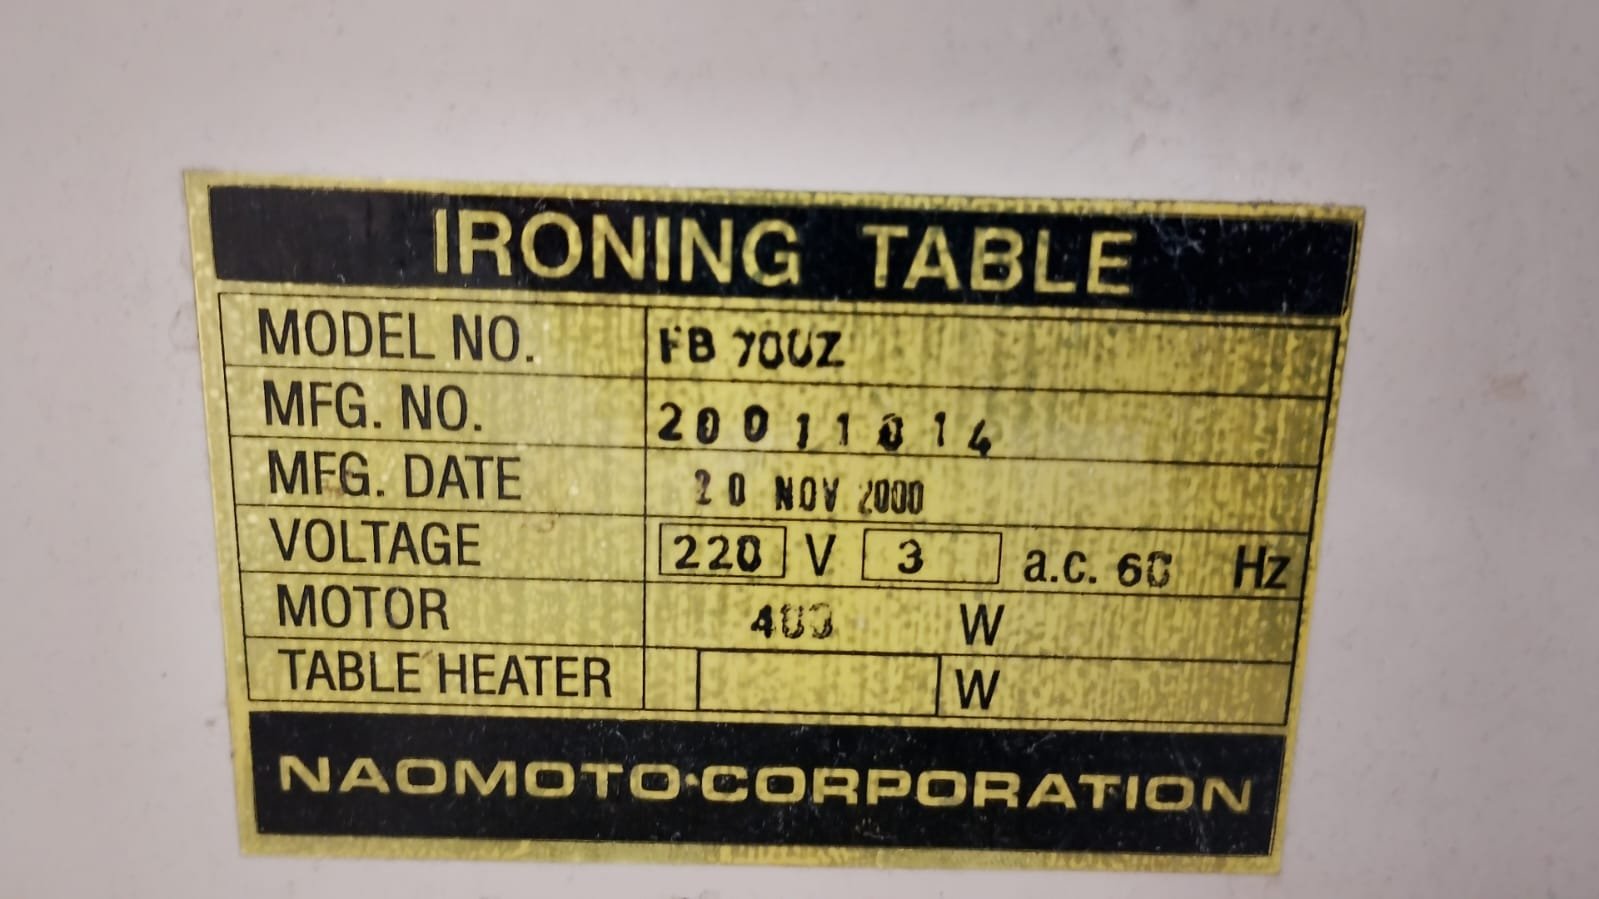 IRONING TABLE
MODEL NO. FB 700Z
MFG. NO. 20011014
MFG. DATE 20 NOV 2000
VOLTAGE 220 V 3 a.c. 60 Hz
MOTOR 400 W
TABLE HEATER W
NAOMOTO·CORPORATION